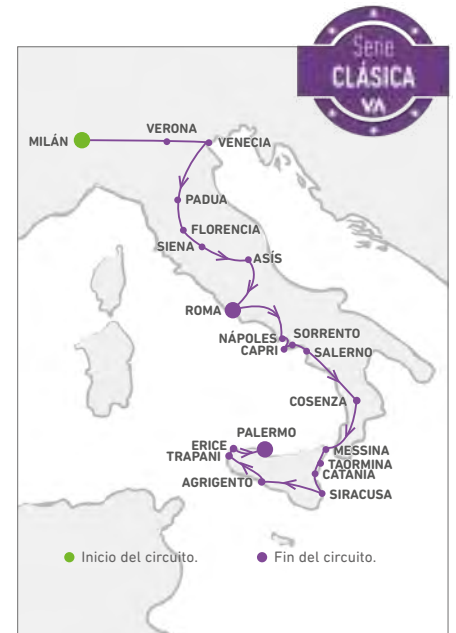 Serie
CLÁSICA
VA
VERONA
MILÁN
VENECIA
PADUA
FLORENCIA
SIENA
ASÍS
ROMA
NÁPOLES
SORRENTO
CAPRI
SALERNO
COSENZA
PALERMO
ERICE
MESSINA
TRAPANI
TAORMINA
CATANIA
AGRIGENTO
SIRACUSA
Inicio del circuito.
Fin del circuito.